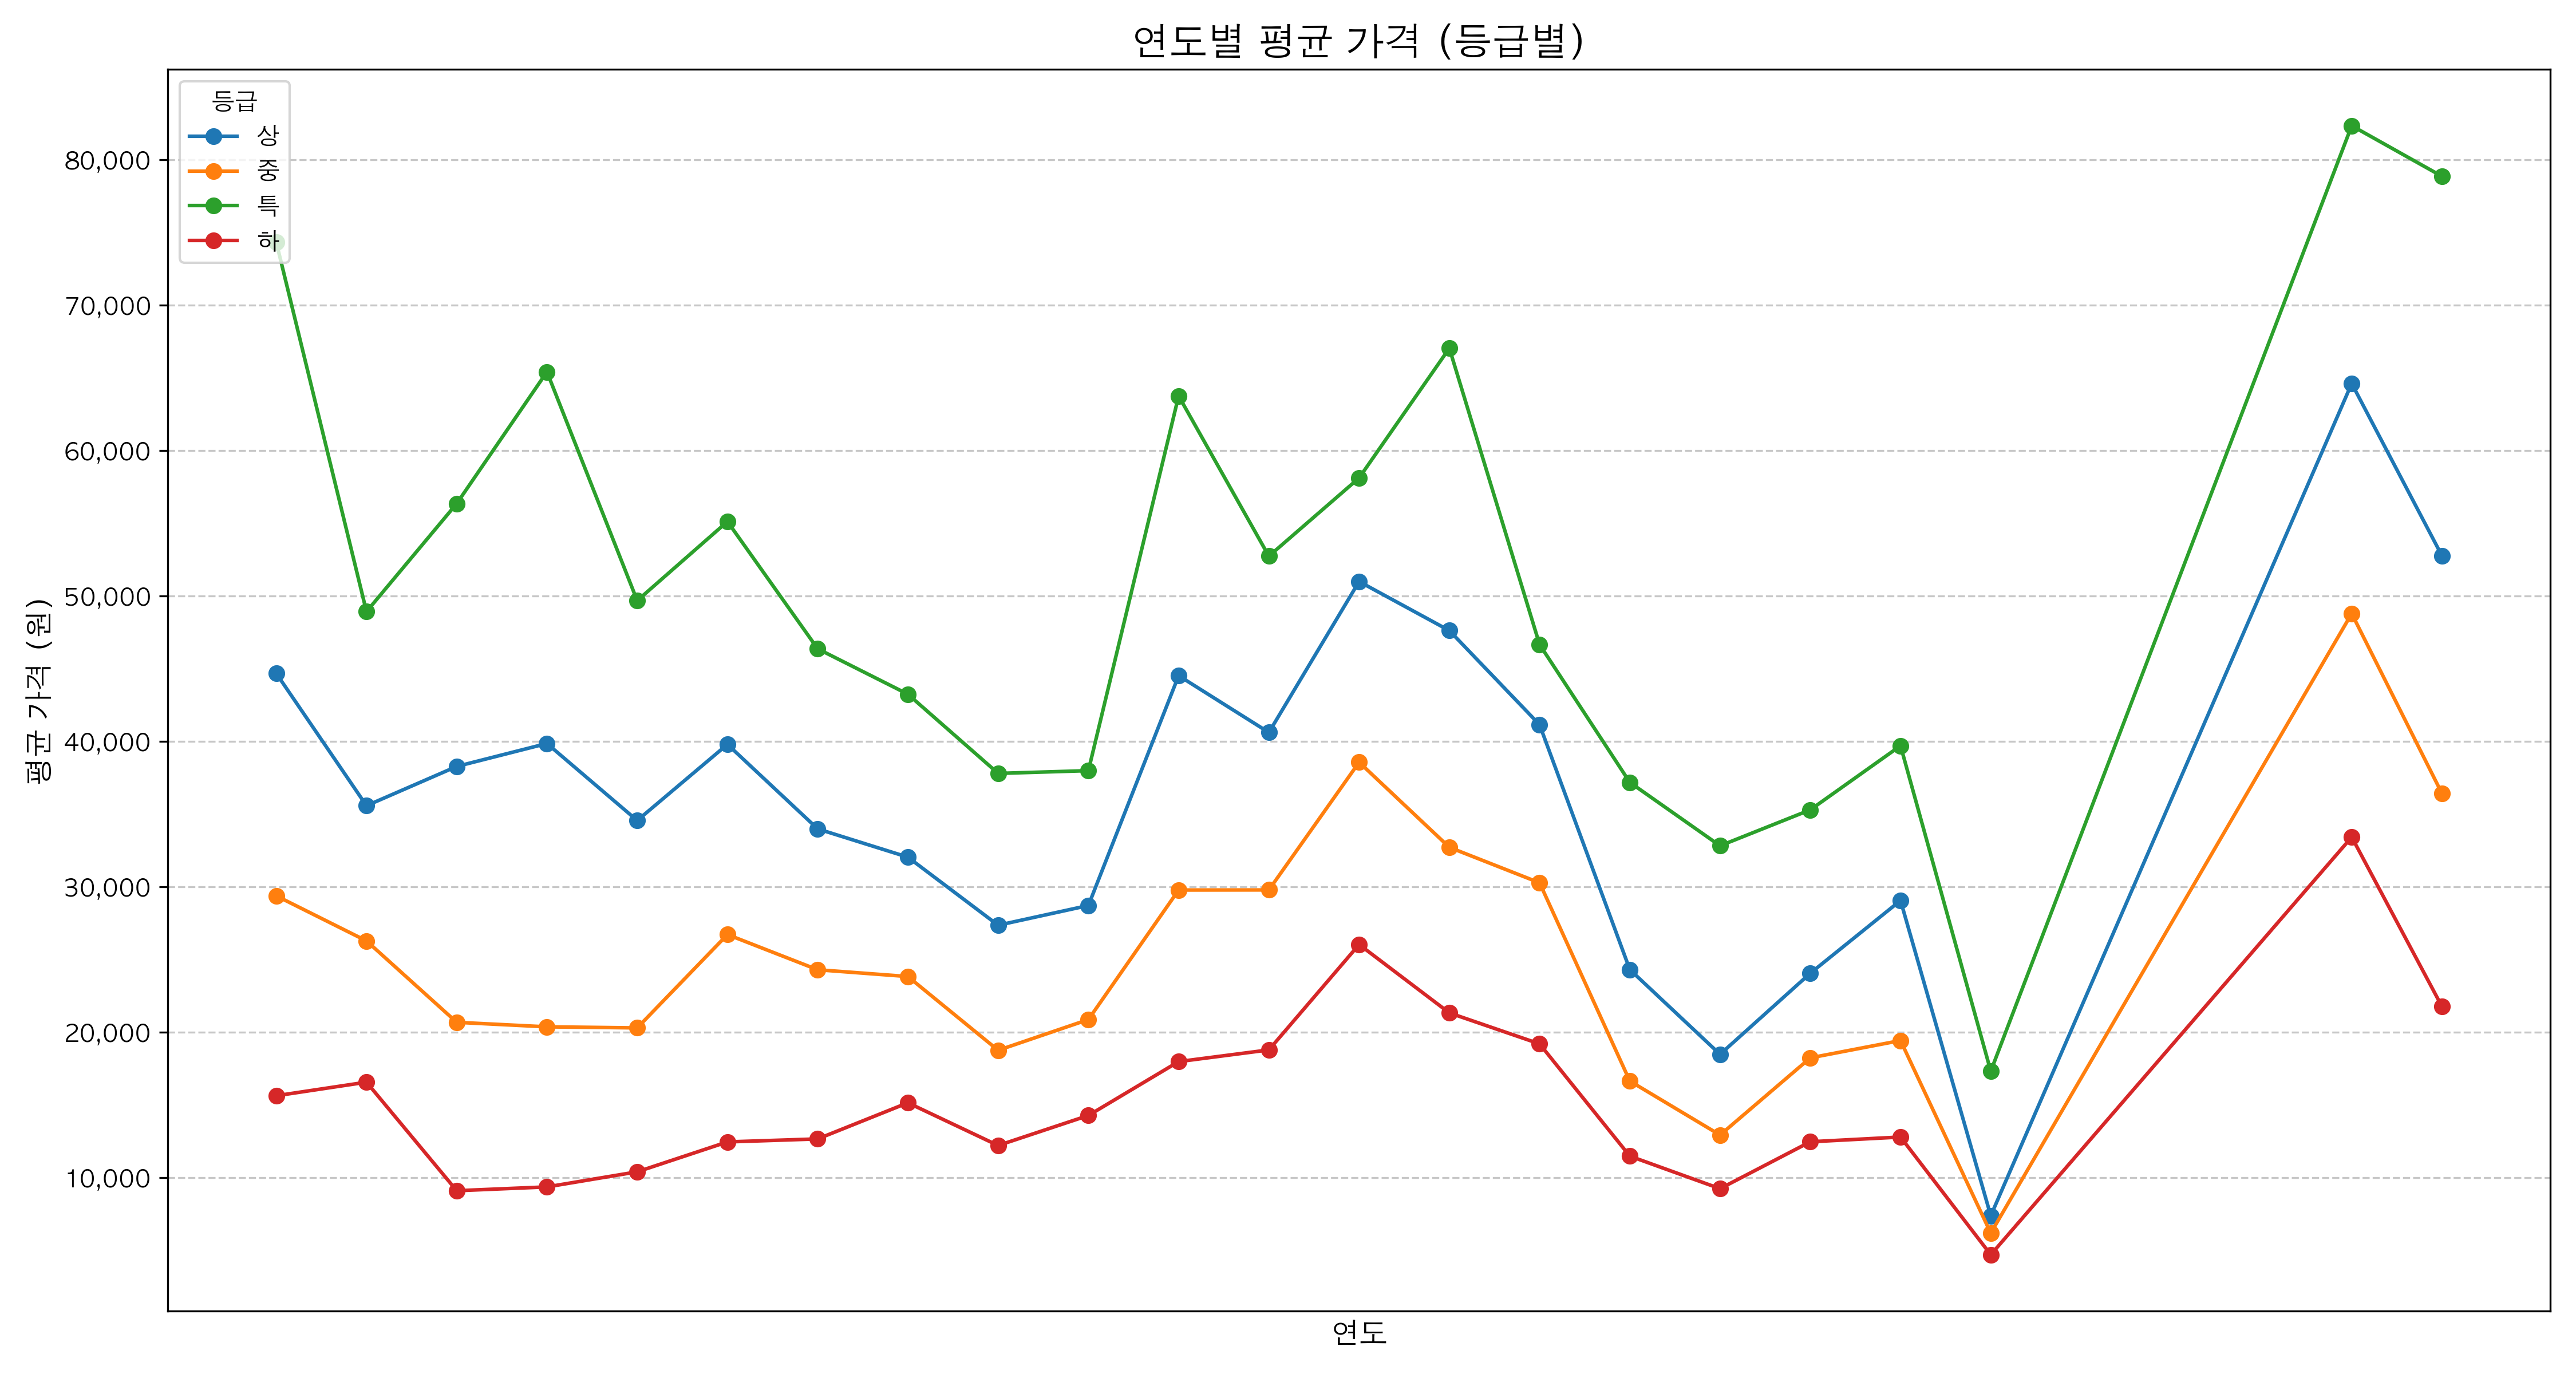 연도별 평균 가격 (등급별)
등급
상
중
특
하
80,000
70,000
60,000
50,000
40,000
30,000
20,000
10,000
평균 가격 (원)
연도